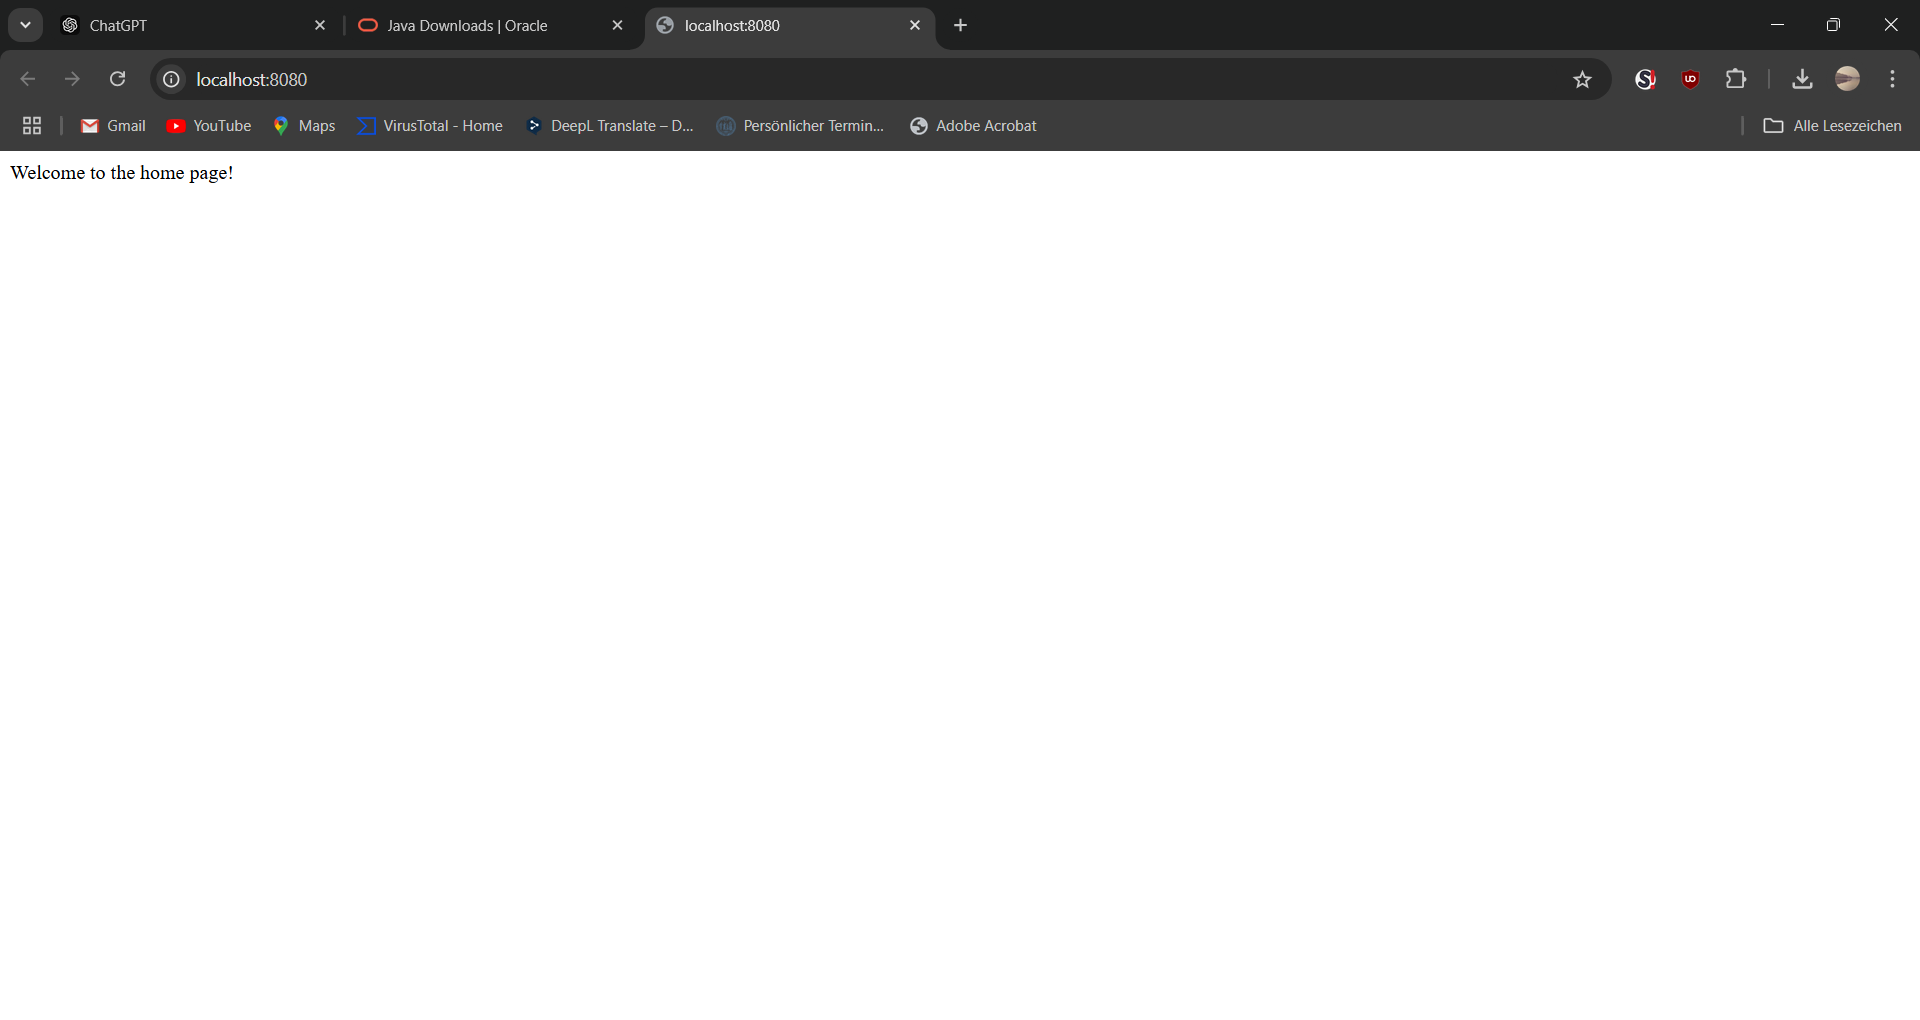 ChatGPT
Java Downloads | Oracle
localhost:8080
localhost:8080
Gmail
YouTube
Maps
VirusTotal - Home
DeepL Translate – D...
Persönlicher Termin...
Adobe Acrobat
Alle Lesezeichen
Welcome to the home page!